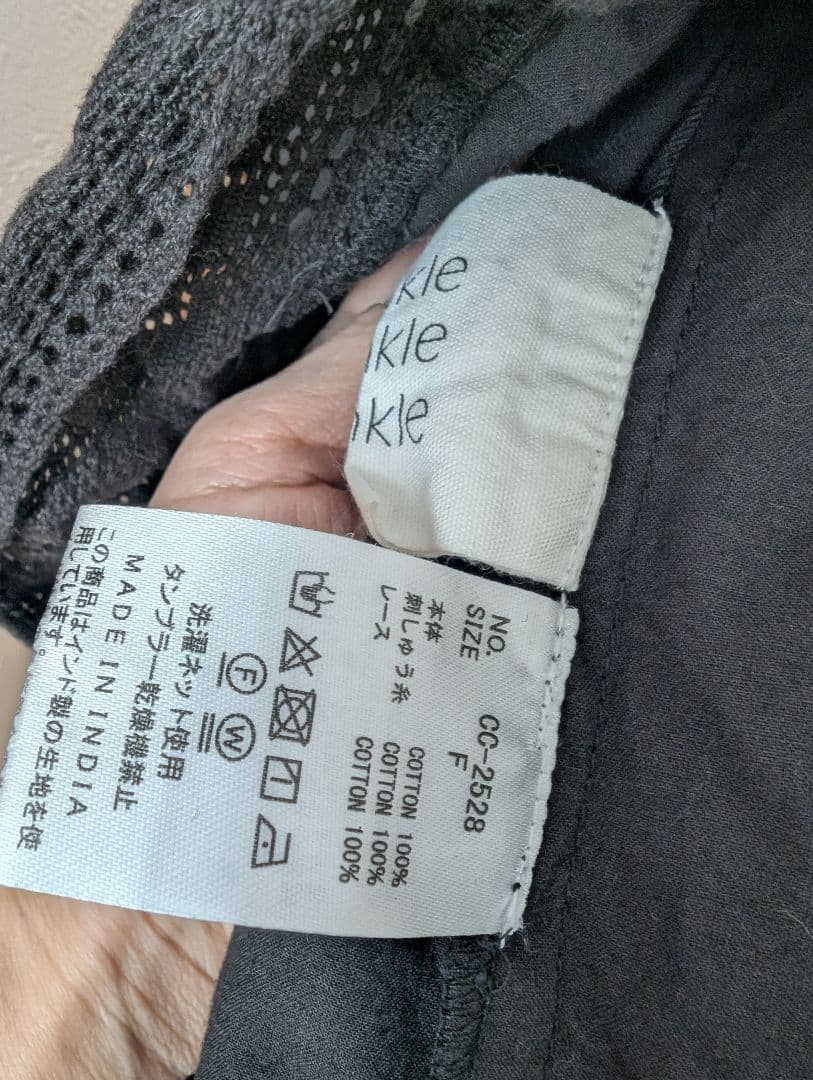 kle
kle
nkle
NO. CC-2528
SIZE F
本体 COTTON 100%
刺しゅう糸 COTTON 100%
レース COTTON 100%
F
W
洗濯ネット使用
タンブラー乾燥機禁止
MADE IN INDIA
この商品はインド製の生地を使
用しています。